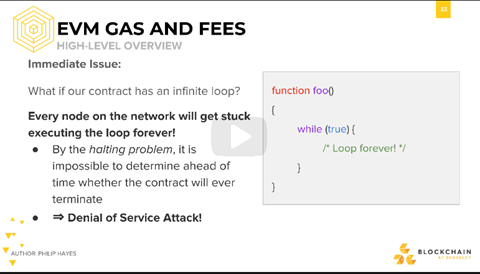 EVM GAS AND FEES
HIGH-LEVEL OVERVIEW
33
Immediate Issue:
What if our contract has an infinite loop?
Every node on the network will get stuck
executing the loop forever!
● By the halting problem, it is
impossible to determine ahead of
time whether the contract will ever
terminate
● ⇒ Denial of Service Attack!
function foo()
{
while (true) {
/* Loop forever! */
}
}
AUTHOR: PHILIP HAYES
BLOCKCHAIN
AT BERKELEY